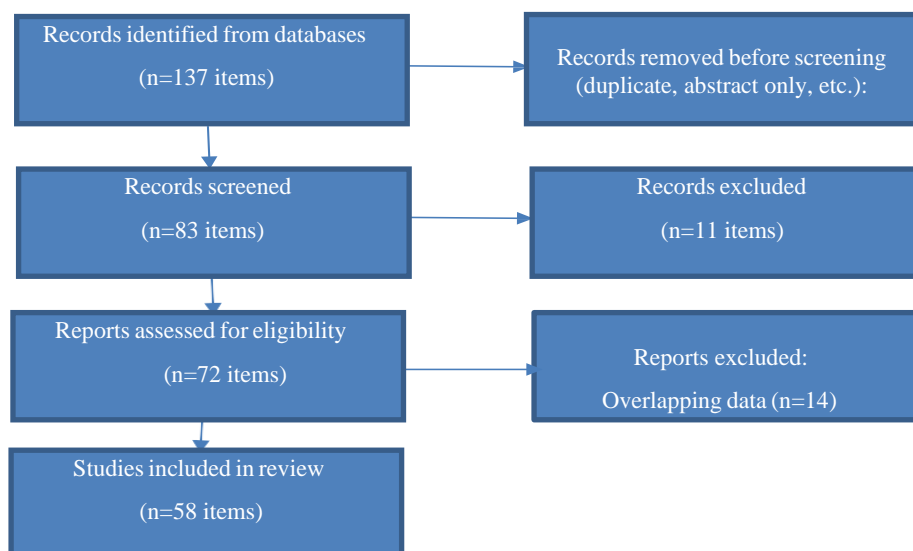 Records identified from databases
(n=137 items)
Records removed before screening
(duplicate, abstract only, etc.):
Records screened
(n=83 items)
Records excluded
(n=11 items)
Reports assessed for eligibility
(n=72 items)
Reports excluded:
Overlapping data (n=14)
Studies included in review
(n=58 items)